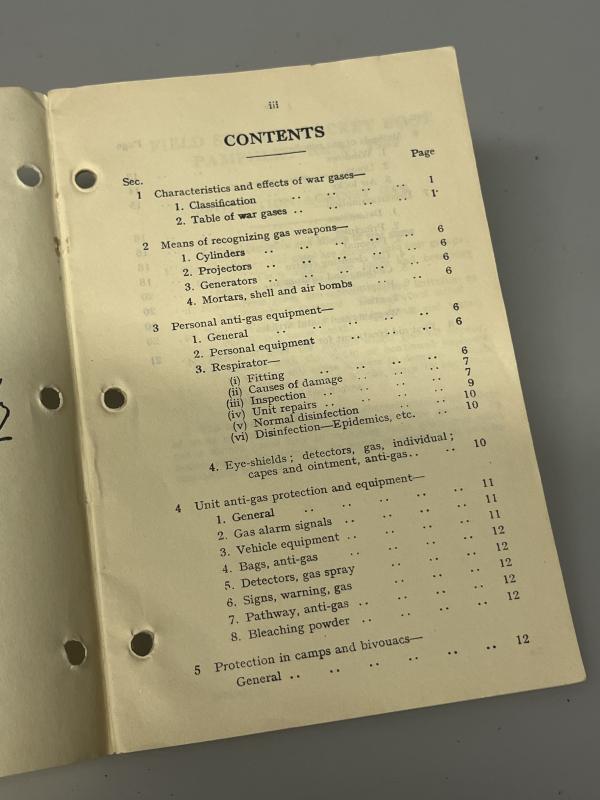 iii
CONTENTS
Sec. Page
1 Characteristics and effects of war gases—
1. Classification .. .. .. .. 1
2. Table of war gases .. .. .. .. 1
2 Means of recognizing gas weapons—
1. Cylinders .. .. .. .. .. 6
2. Projectors .. .. .. .. .. 6
3. Generators .. .. .. .. .. 6
4. Mortars, shell and air bombs .. .. 6
3 Personal anti-gas equipment—
1. General .. .. .. .. .. 6
2. Personal equipment .. .. .. 6
3. Respirator—
(i) Fitting .. .. .. .. 6
(ii) Causes of damage .. .. .. 7
(iii) Inspection .. .. .. .. 7
(iv) Unit repairs .. .. .. .. 9
(v) Normal disinfection .. .. .. 10
(vi) Disinfection—Epidemics, etc. .. 10
4. Eye-shields; detectors, gas, individual;
capes and ointment, anti-gas .. .. 10
4 Unit anti-gas protection and equipment—
1. General .. .. .. .. .. 11
2. Gas alarm signals .. .. .. .. 11
3. Vehicle equipment .. .. .. .. 11
4. Bags, anti-gas .. .. .. .. 12
5. Detectors, gas spray .. .. .. 12
6. Signs, warning, gas .. .. .. 12
7. Pathway, anti-gas .. .. .. .. 12
8. Bleaching powder .. .. .. .. 12
5 Protection in camps and bivouacs—
General .. .. .. .. .. .. 12